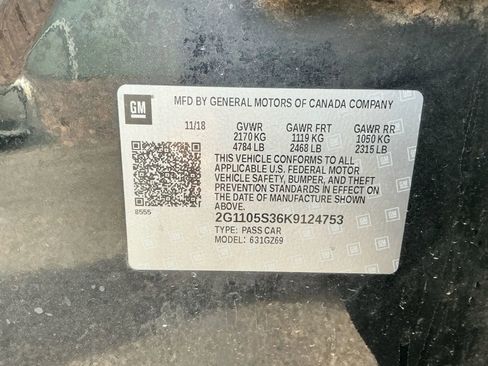 GM
MFD BY GENERAL MOTORS OF CANADA COMPANY
11/18 GVWR GAWR FRT GAWR RR
2170 KG 1119 KG 1050 KG
4784 LB 2468 LB 2315 LB
THIS VEHICLE CONFORMS TO ALL
APPLICABLE U.S. FEDERAL MOTOR
VEHICLE SAFETY, BUMPER, AND THEFT
PREVENTION STANDARDS IN EFFECT ON
THE DATE OF MANUFACTURE SHOWN
ABOVE.
8555
2G1105S36K9124753
TYPE: PASS CAR
MODEL: 631GZ69